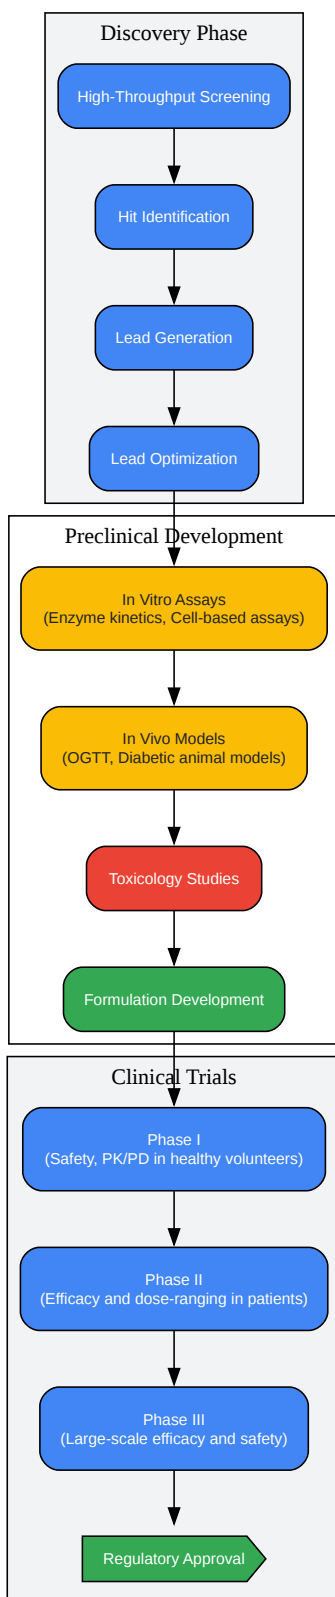 Discovery Phase
High-Throughput Screening
Hit Identification
Lead Generation
Lead Optimization
Preclinical Development
In Vitro Assays
(Enzyme kinetics, Cell-based assays)
In Vivo Models
(OGTT, Diabetic animal models)
Toxicology Studies
Formulation Development
Clinical Trials
Phase I
(Safety, PK/PD in healthy volunteers)
Phase II
(Efficacy and dose-ranging in patients)
Phase III
(Large-scale efficacy and safety)
Regulatory Approval